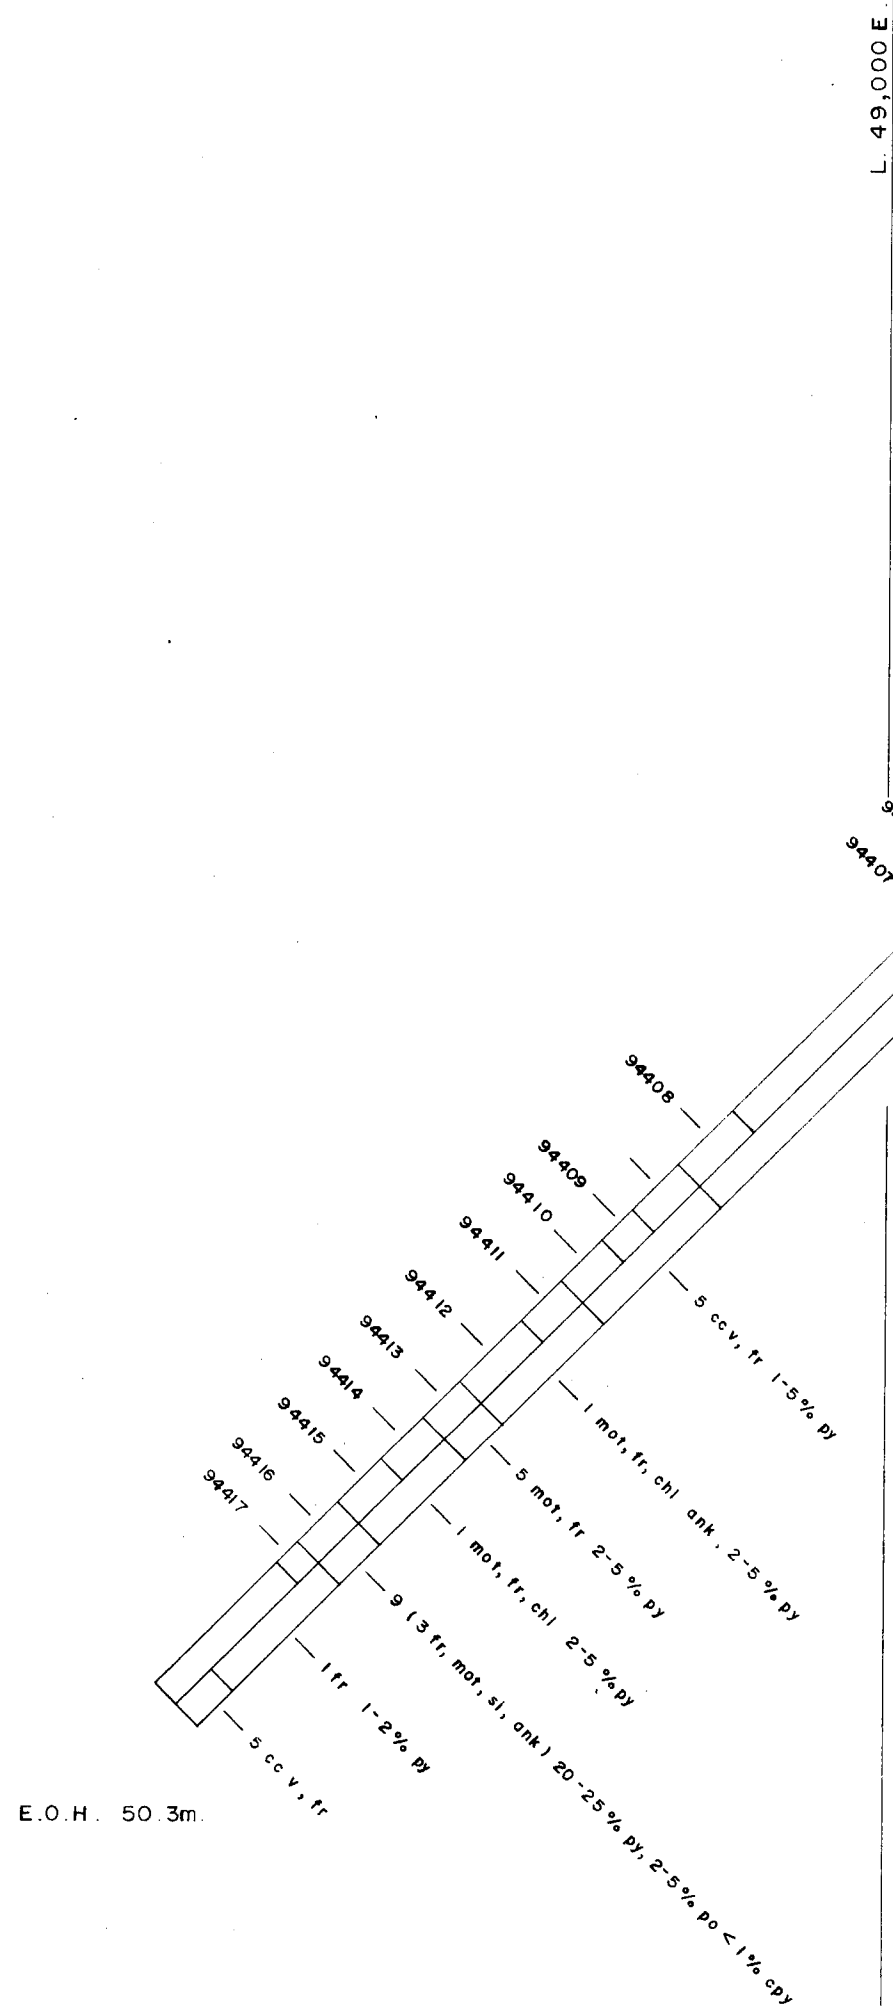 L. 49,000 E.
94407
94408
94409
94410
94411
94412
94413
94414
94415
94416
94417
5 ccv, fr 1-5% py
1 mot, fr, chl ank, 2-5% py
5 mot, fr 2-5% py
1 mot, fr, chl 2-5% py
9 (3 fr, mot, si, ank) 20-25% py, 2-5% po < 1% cpy
1 fr 1-2% py
5 cc v, fr
E.O.H. 50.3m.